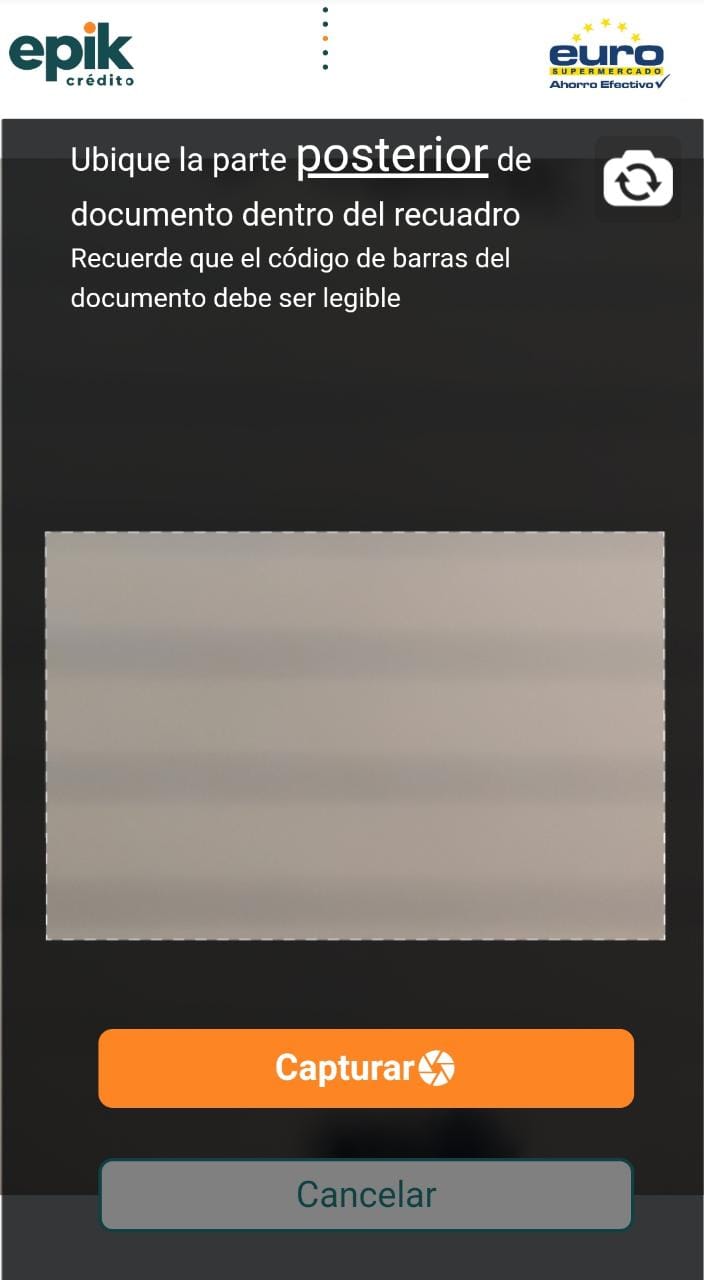 epik
crédito
euro
SUPERMERCADO
Ahorro Efectivo
Ubique la parte posterior de
documento dentro del recuadro
Recuerde que el código de barras del
documento debe ser legible
Capturar
Cancelar